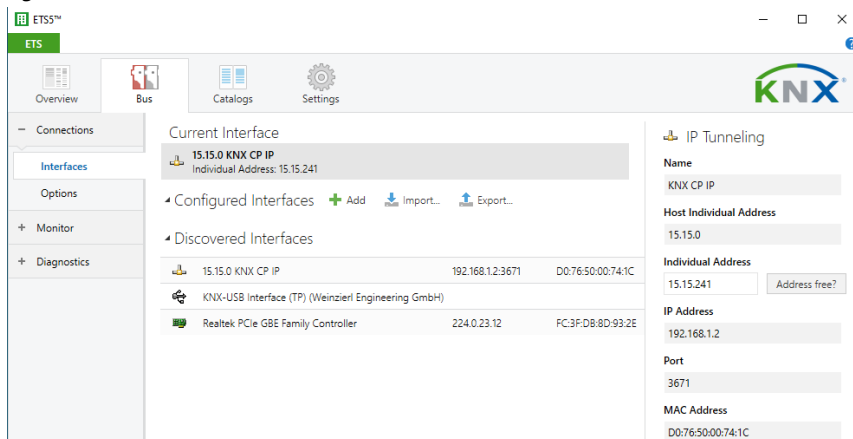 ETS5™
ETS
Overview
Bus
Catalogs
Settings
KNX
Connections
Interfaces
Options
Monitor
Diagnostics
Current Interface
15.15.0 KNX CP IP
Individual Address: 15.15.241
Configured Interfaces + Add Import... Export...
Discovered Interfaces
15.15.0 KNX CP IP 192.168.1.2:3671 D0:76:50:00:74:1C
KNX-USB Interface (TP) (Weinzierl Engineering GmbH)
Realtek PCIe GBE Family Controller 224.0.23.12 FC:3F:DB:8D:93:2E
IP Tunneling
Name
KNX CP IP
Host Individual Address
15.15.0
Individual Address
15.15.241 Address free?
IP Address
192.168.1.2
Port
3671
MAC Address
D0:76:50:00:74:1C